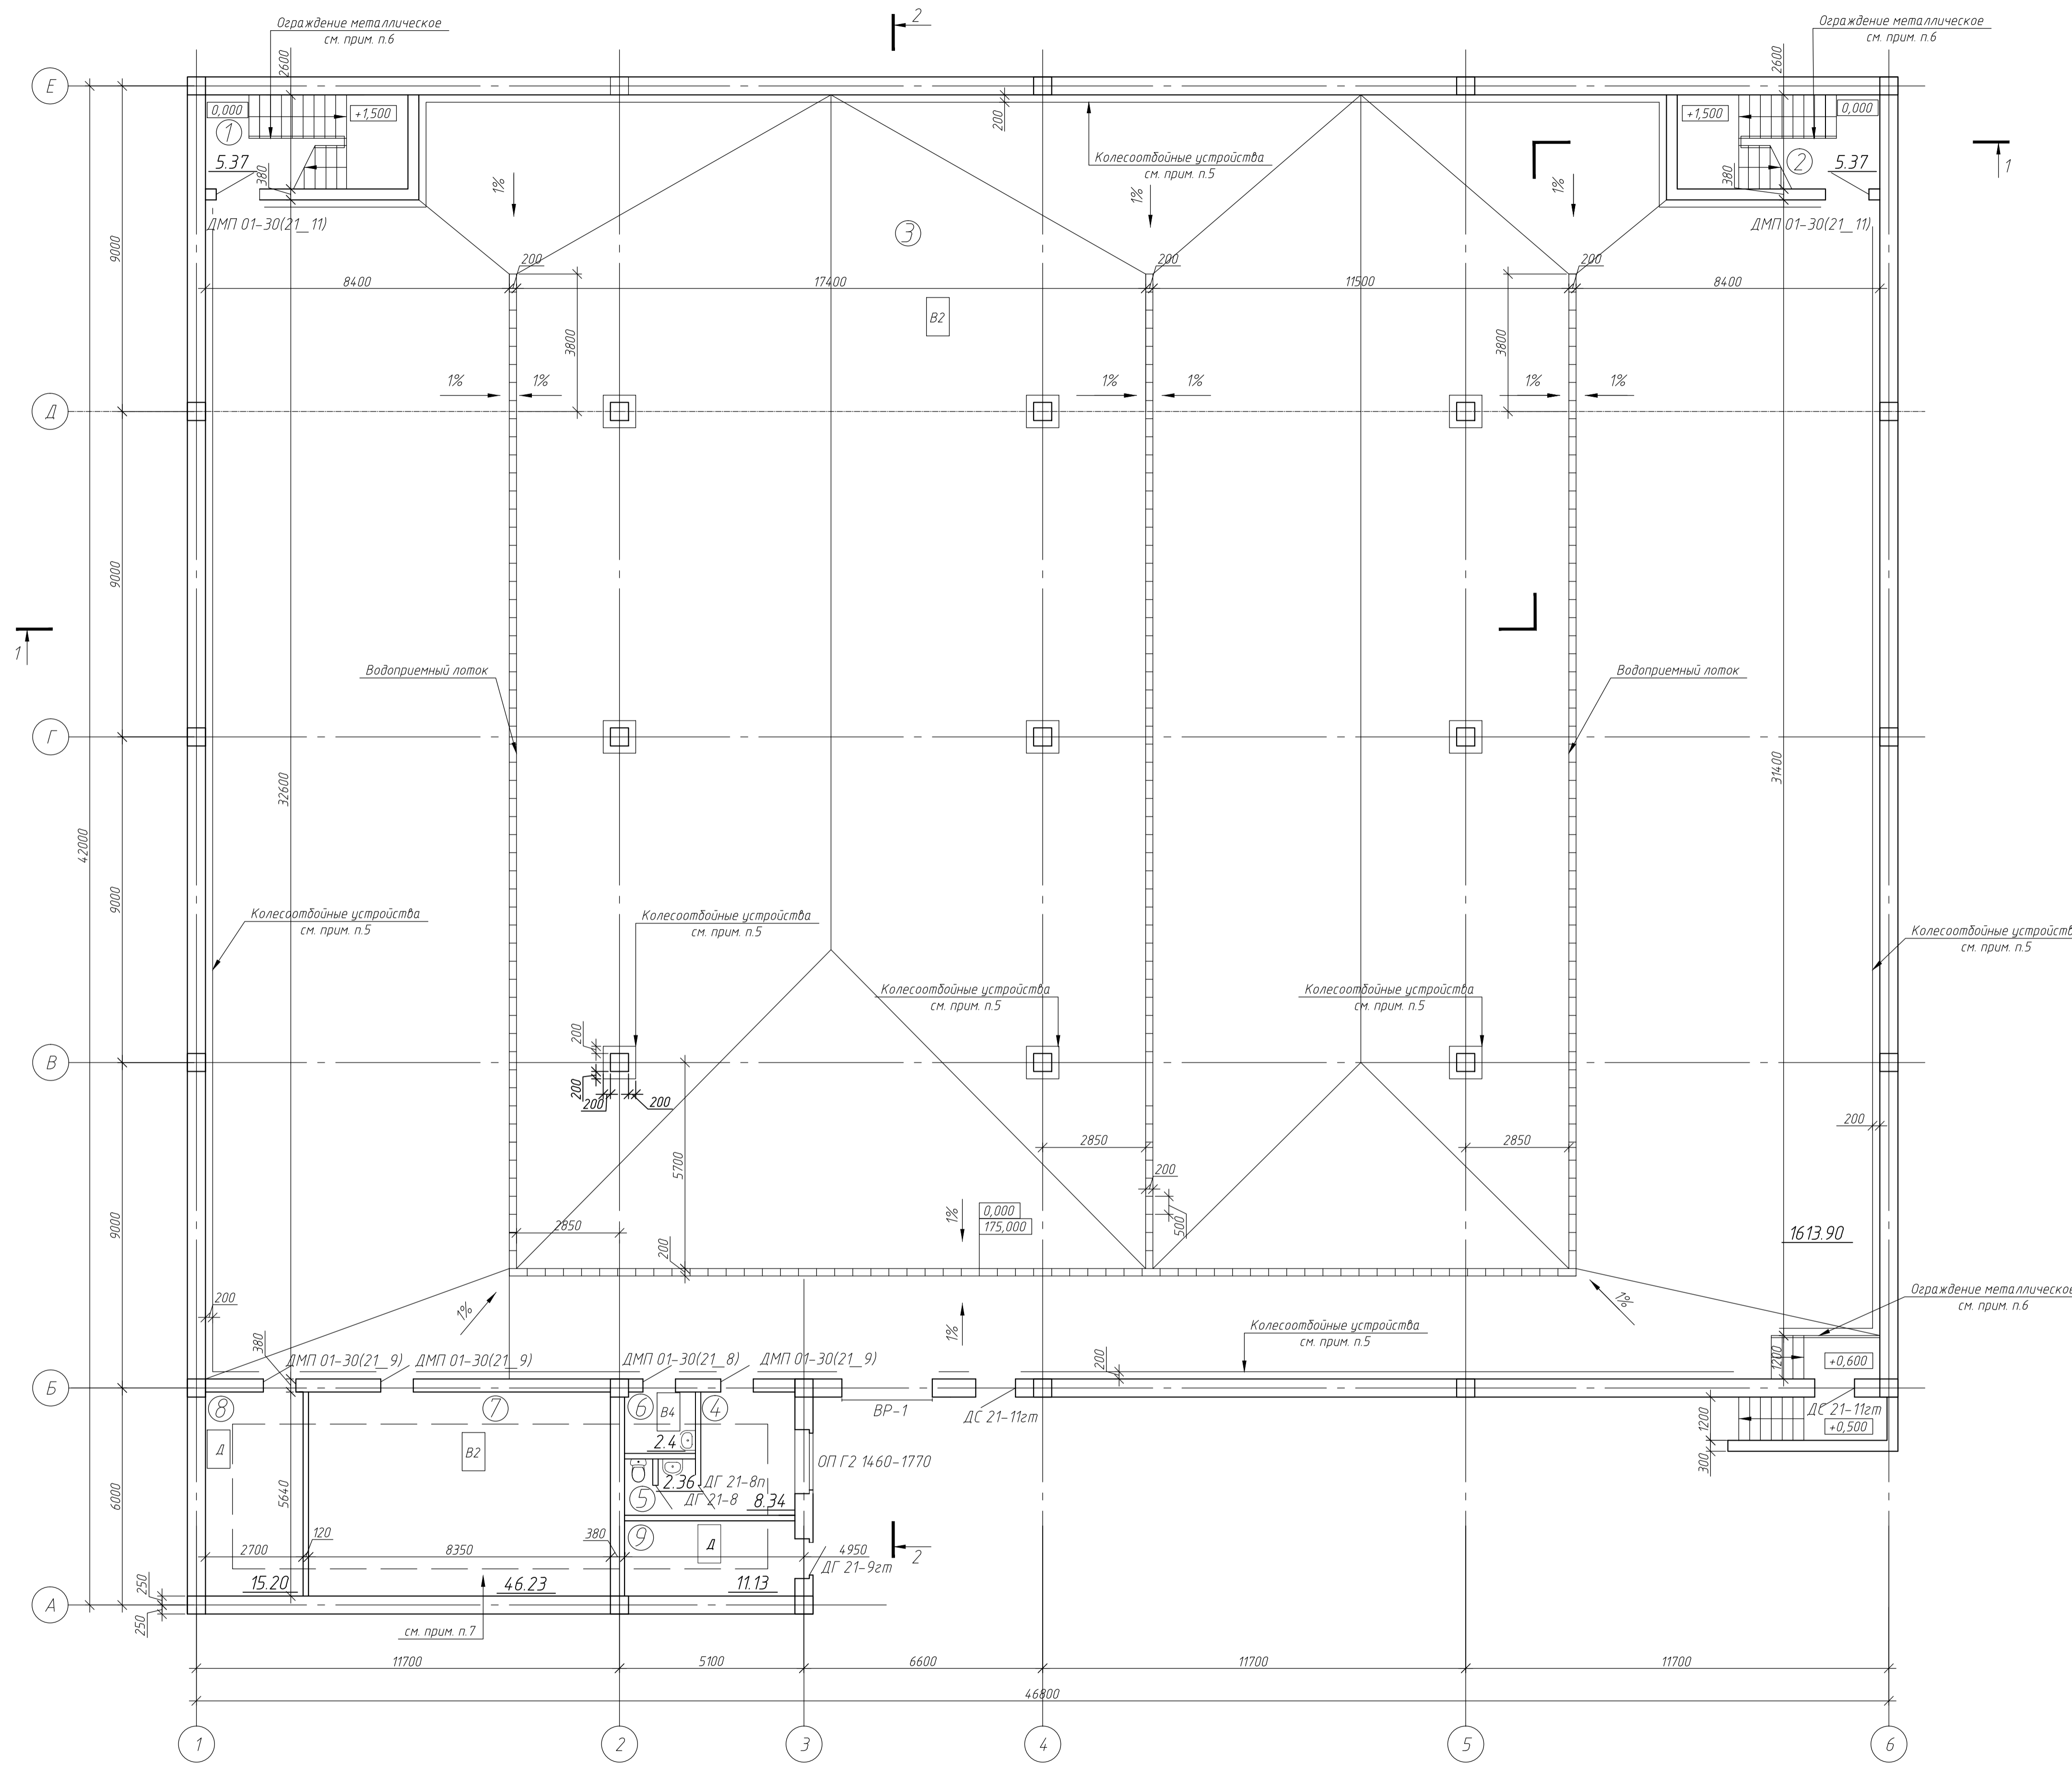 Ограждение металлическое
см. прим. п.6
2
Ограждение металлическое
см. прим. п.6
2600
2600
Е
0,000
+1,500
1
5.37
380
200
Колесоотбойные устройства
см. прим. п.5
+1,500
0,000
2
5.37
380
1
ДМП 01-30(21_11)
ДМП 01-30(21_11)
1%
1%
1%
3
9000
200
200
200
8400
17400
11500
8400
В2
3800
3800
1%
1%
1%
1%
1%
1%
Д
9000
1
Водоприемный лоток
Водоприемный лоток
Г
32600
31400
42000
9000
Колесоотбойные устройства
см. прим. п.5
Колесоотбойные устройства
см. прим. п.5
Колесоотбойные устройств
см. прим. п.5
Колесоотбойные устройства
см. прим. п.5
Колесоотбойные устройства
см. прим. п.5
200
В
200
200
200
200
2850
2850
5700
200
9000
2850
200
500
1%
0,000
175,000
1613.90
200
1%
1%
1%
Ограждение металлическое
см. прим. п.6
Колесоотбойные устройства
см. прим. п.5
200
380
ДМП 01-30(21_9)
ДМП 01-30(21_9)
ДМП 01-30(21_8)
ДМП 01-30(21_9)
200
1200
+0,600
Б
8
7
6
В4
4
ВР-1
ДС 21-11гт
ДС 21-11гт
1200
+0,500
300
Д
В2
2.4
ОП Г2 1460-1770
2.36
ДГ 21-8п
5
ДГ 21-8
8.34
6000
5640
9
Д
120
380
2700
8350
4950
ДГ 21-9гт
2
15.20
46.23
11.13
250
250
А
см. прим. п.7
11700
5100
6600
11700
11700
46800
1
2
3
4
5
6